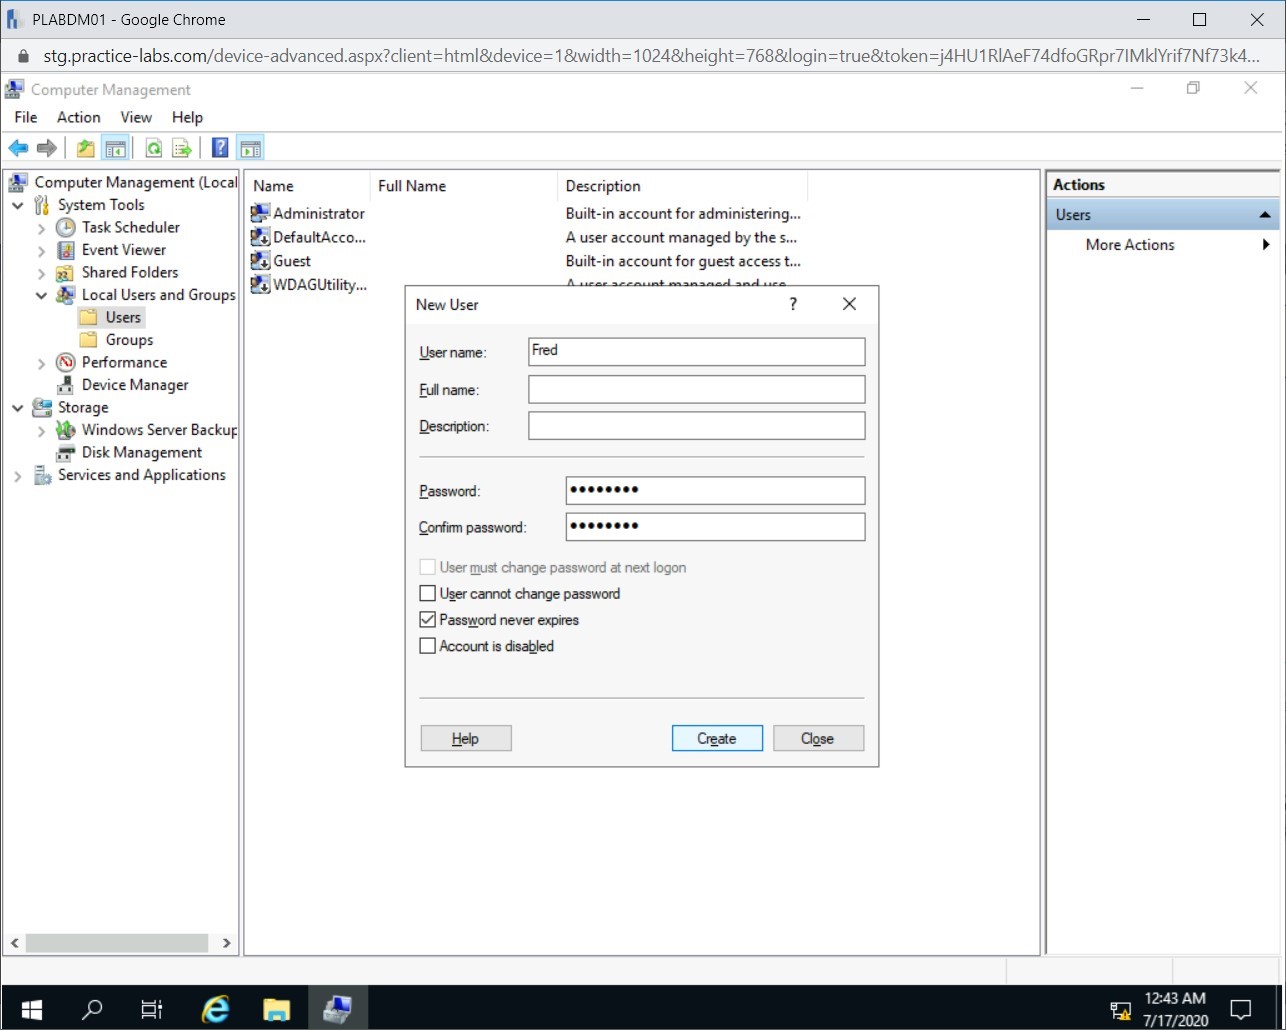 PLABDM01 - Google Chrome
stg.practice-labs.com/device-advanced.aspx?client=html&device=1&width=1024&height=768&login=true&token=j4HU1RlAeF74dfoGRpr7IMklYrif7Nf73k4...
Computer Management
File Action View Help
Computer Management (Local
System Tools
Task Scheduler
Event Viewer
Shared Folders
Local Users and Groups
Users
Groups
Performance
Device Manager
Storage
Windows Server Backup
Disk Management
Services and Applications
Name Full Name Description
Administrator Built-in account for administering...
DefaultAcco... A user account managed by the s...
Guest Built-in account for guest access t...
WDAGUtility... A user account managed and use...
New User ?
User name: Fred
Full name:
Description:
Password: ••••••••
Confirm password: ••••••••
User must change password at next logon
User cannot change password
Password never expires
Account is disabled
Help Create Close
Actions
Users
More Actions
12:43 AM
7/17/2020